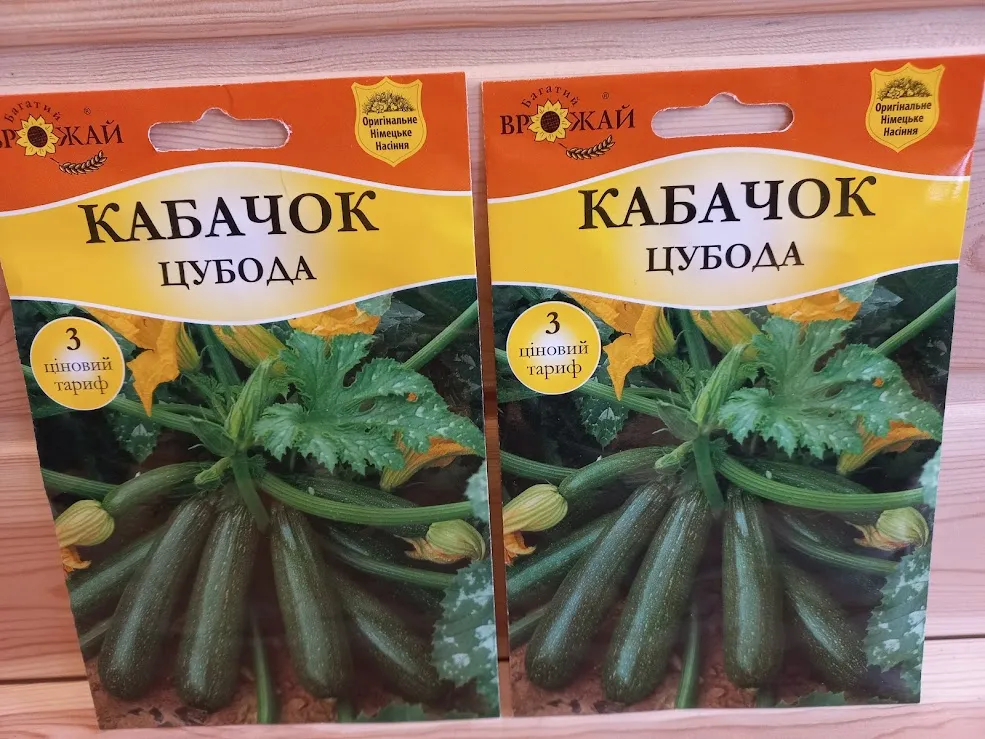 Багатий
ВРОЖАЙ®
Оригінальне
Німецьке
Насіння
КАБАЧОК
ЦУБОДА
3
ціновий
тариф
Багатий
ВРОЖАЙ®
Оригінальне
Німецьке
Насіння
КАБАЧОК
ЦУБОДА
3
ціновий
тариф